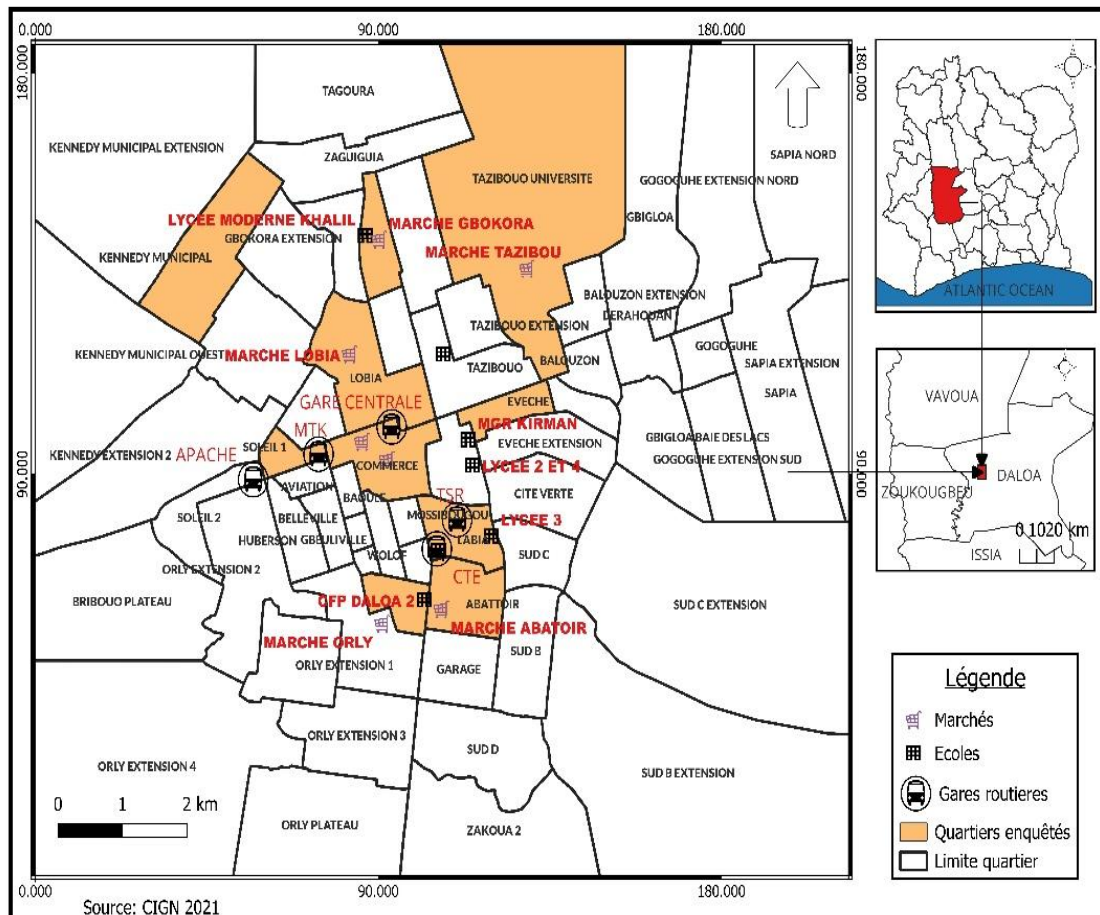 0.000 90.000 180.000
180.000
180.000
TAGOURA
KENNEDY MUNICIPAL EXTENSION
ZAGUIGUIA
SAPIA NORD
TAZIBOUO UNIVERSITE
GOGOGUHE EXTENSION NORD
LYCEE MODERNE KHALIL
MARCHE GBOKORA
GBIGLOA
GBOKORA EXTENSION
MARCHE TAZIBOU
KENNEDY MUNICIPAL
BALOUZON EXTENSION
DERAHOUAN
TAZIBOUO EXTENSION
KENNEDY MUNICIPAL OUEST
MARCHE LOBIA
GOGOGUHE
BALOUZON
SAPIA EXTENSION
TAZIBOUO
LOBIA
SAPIA
GARE CENTRALE
EVECHE
MTK
MGR KIRMAN
GBIGLOA BAIE DES LACS
SOLEIL 1
EVECHE EXTENSION
APACHE
KENNEDY EXTENSION 2
COMMERCE
LYCEE 2 ET 4
GOGOGUHE EXTENSION SUD
90.000
90.000
AVIATION
BAOULE
TSR
CITE VERTE
SOLEIL 2
BELLEVILLE
MOSSIBOUGOU
LYCEE 3
HUBERSON
GBEULIVILLE
LABIA
WOLOF
SUD C
ORLY EXTENSION 2
CTE
BRIBOUO PLATEAU
CFP DALOA 2
ABATTOIR
SUD C EXTENSION
MARCHE ABATOIR
MARCHE ORLY
SUD B
ORLY EXTENSION 1
GARAGE
ORLY EXTENSION 3
SUD D
ORLY EXTENSION 4
SUD B EXTENSION
0 1 2 km
ORLY PLATEAU
ZAKOUA 2
0.000 90.000 180.000
Source: CIGN 2021
ATLANTIC OCEAN
VAVOUA
DALOA
ZOUKOUGBEU
0 1020 km
ISSIA
Légende
Marchés
Ecoles
Gares routieres
Quartiers enquêtés
Limite quartier